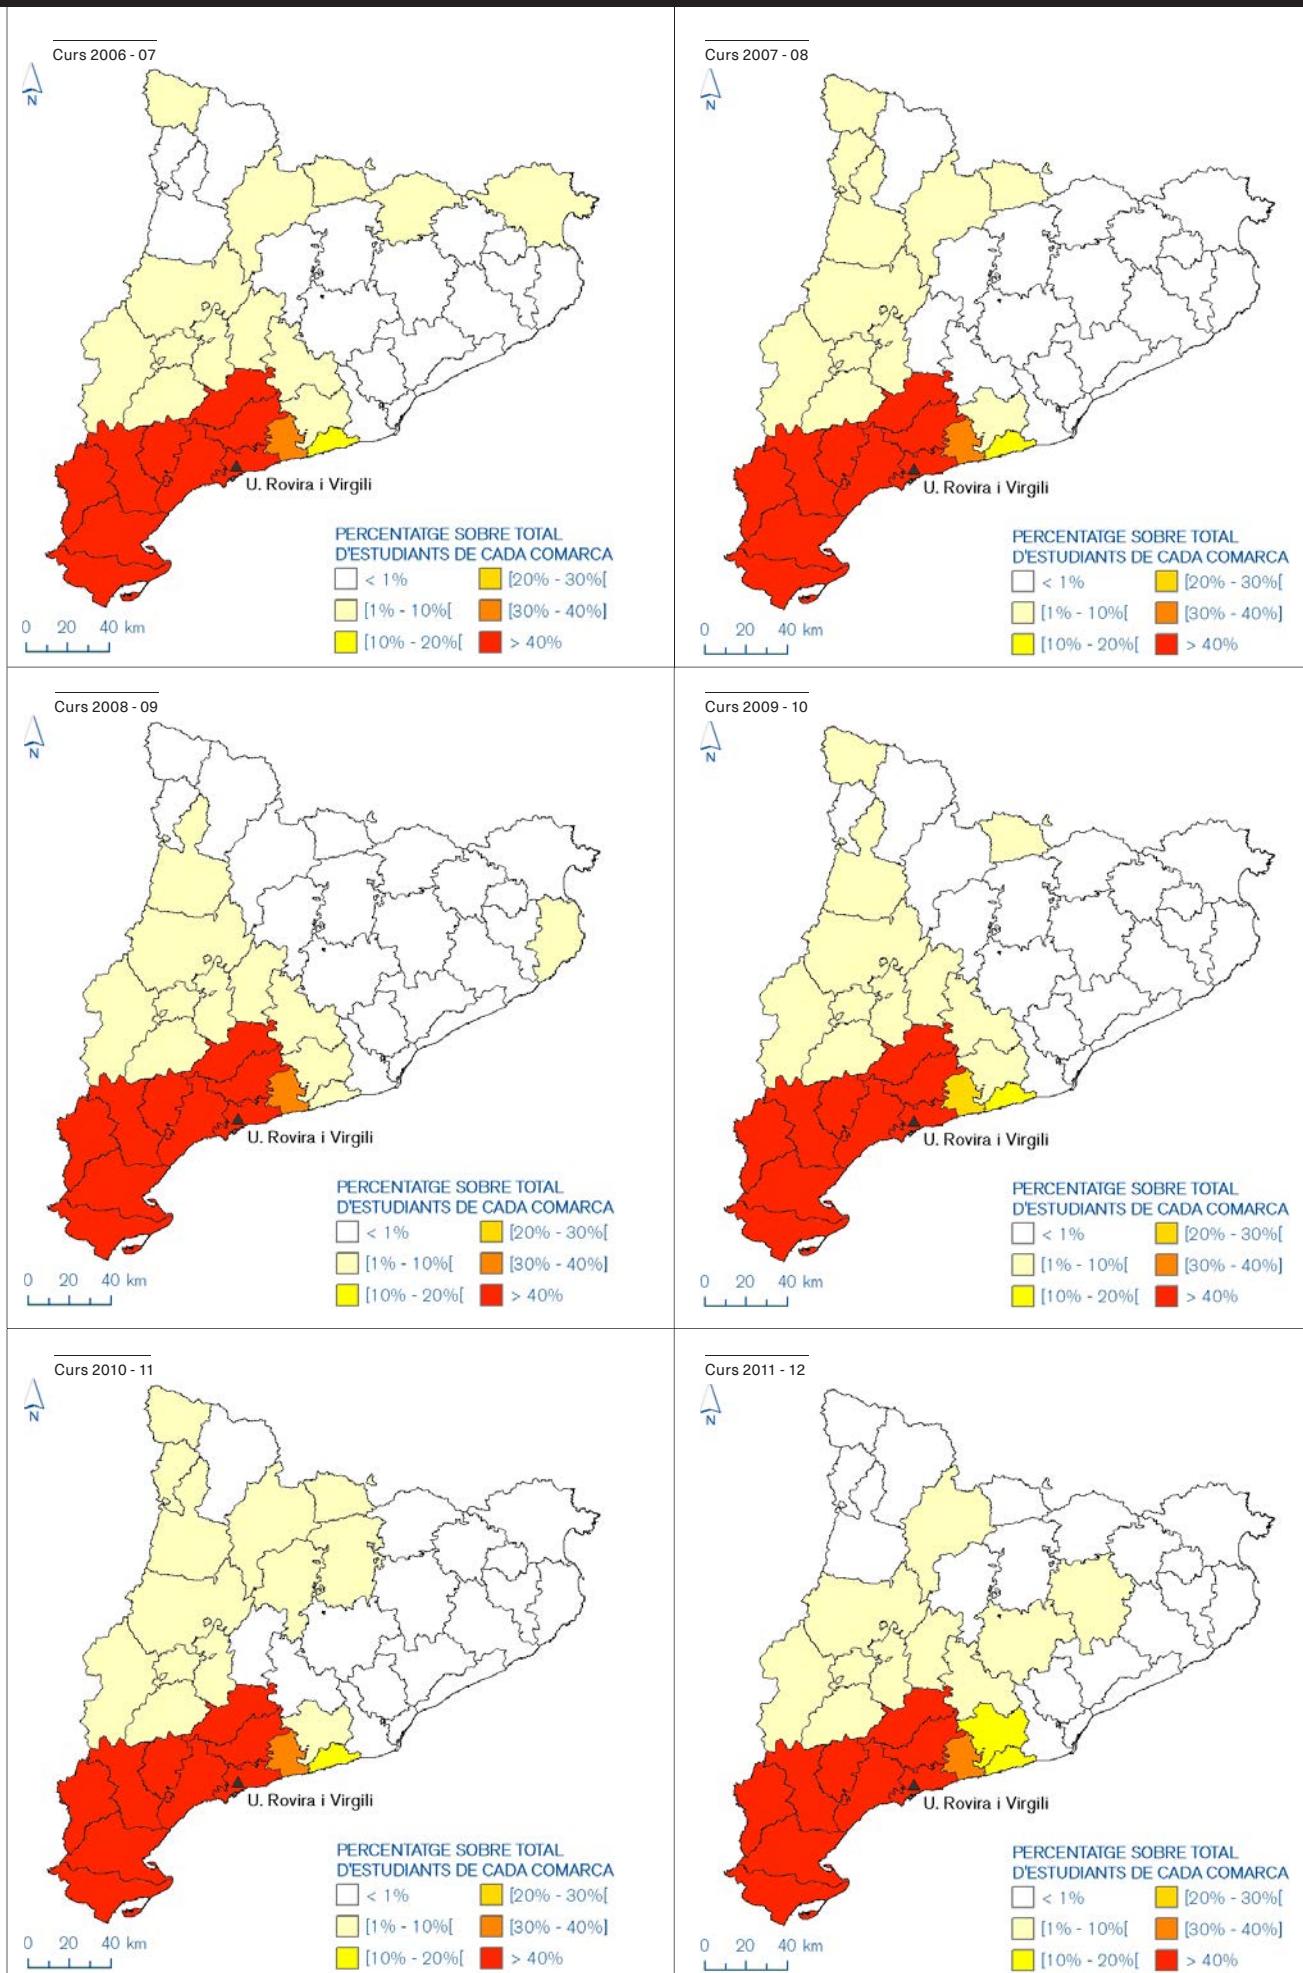 Curs 2006 - 07
N
U. Rovira i Virgili
PERCENTATGE SOBRE TOTAL
D'ESTUDIANTS DE CADA COMARCA
< 1% [20% - 30%[
[1% - 10%[ [30% - 40%]
[10% - 20%[ > 40%
0 20 40 km
Curs 2007 - 08
N
U. Rovira i Virgili
PERCENTATGE SOBRE TOTAL
D'ESTUDIANTS DE CADA COMARCA
< 1% [20% - 30%[
[1% - 10%[ [30% - 40%]
[10% - 20%[ > 40%
0 20 40 km
Curs 2008 - 09
N
U. Rovira i Virgili
PERCENTATGE SOBRE TOTAL
D'ESTUDIANTS DE CADA COMARCA
< 1% [20% - 30%[
[1% - 10%[ [30% - 40%]
[10% - 20%[ > 40%
0 20 40 km
Curs 2009 - 10
N
U. Rovira i Virgili
PERCENTATGE SOBRE TOTAL
D'ESTUDIANTS DE CADA COMARCA
< 1% [20% - 30%[
[1% - 10%[ [30% - 40%]
[10% - 20%[ > 40%
0 20 40 km
Curs 2010 - 11
N
U. Rovira i Virgili
PERCENTATGE SOBRE TOTAL
D'ESTUDIANTS DE CADA COMARCA
< 1% [20% - 30%[
[1% - 10%[ [30% - 40%]
[10% - 20%[ > 40%
0 20 40 km
Curs 2011 - 12
N
U. Rovira i Virgili
PERCENTATGE SOBRE TOTAL
D'ESTUDIANTS DE CADA COMARCA
< 1% [20% - 30%[
[1% - 10%[ [30% - 40%]
[10% - 20%[ > 40%
0 20 40 km